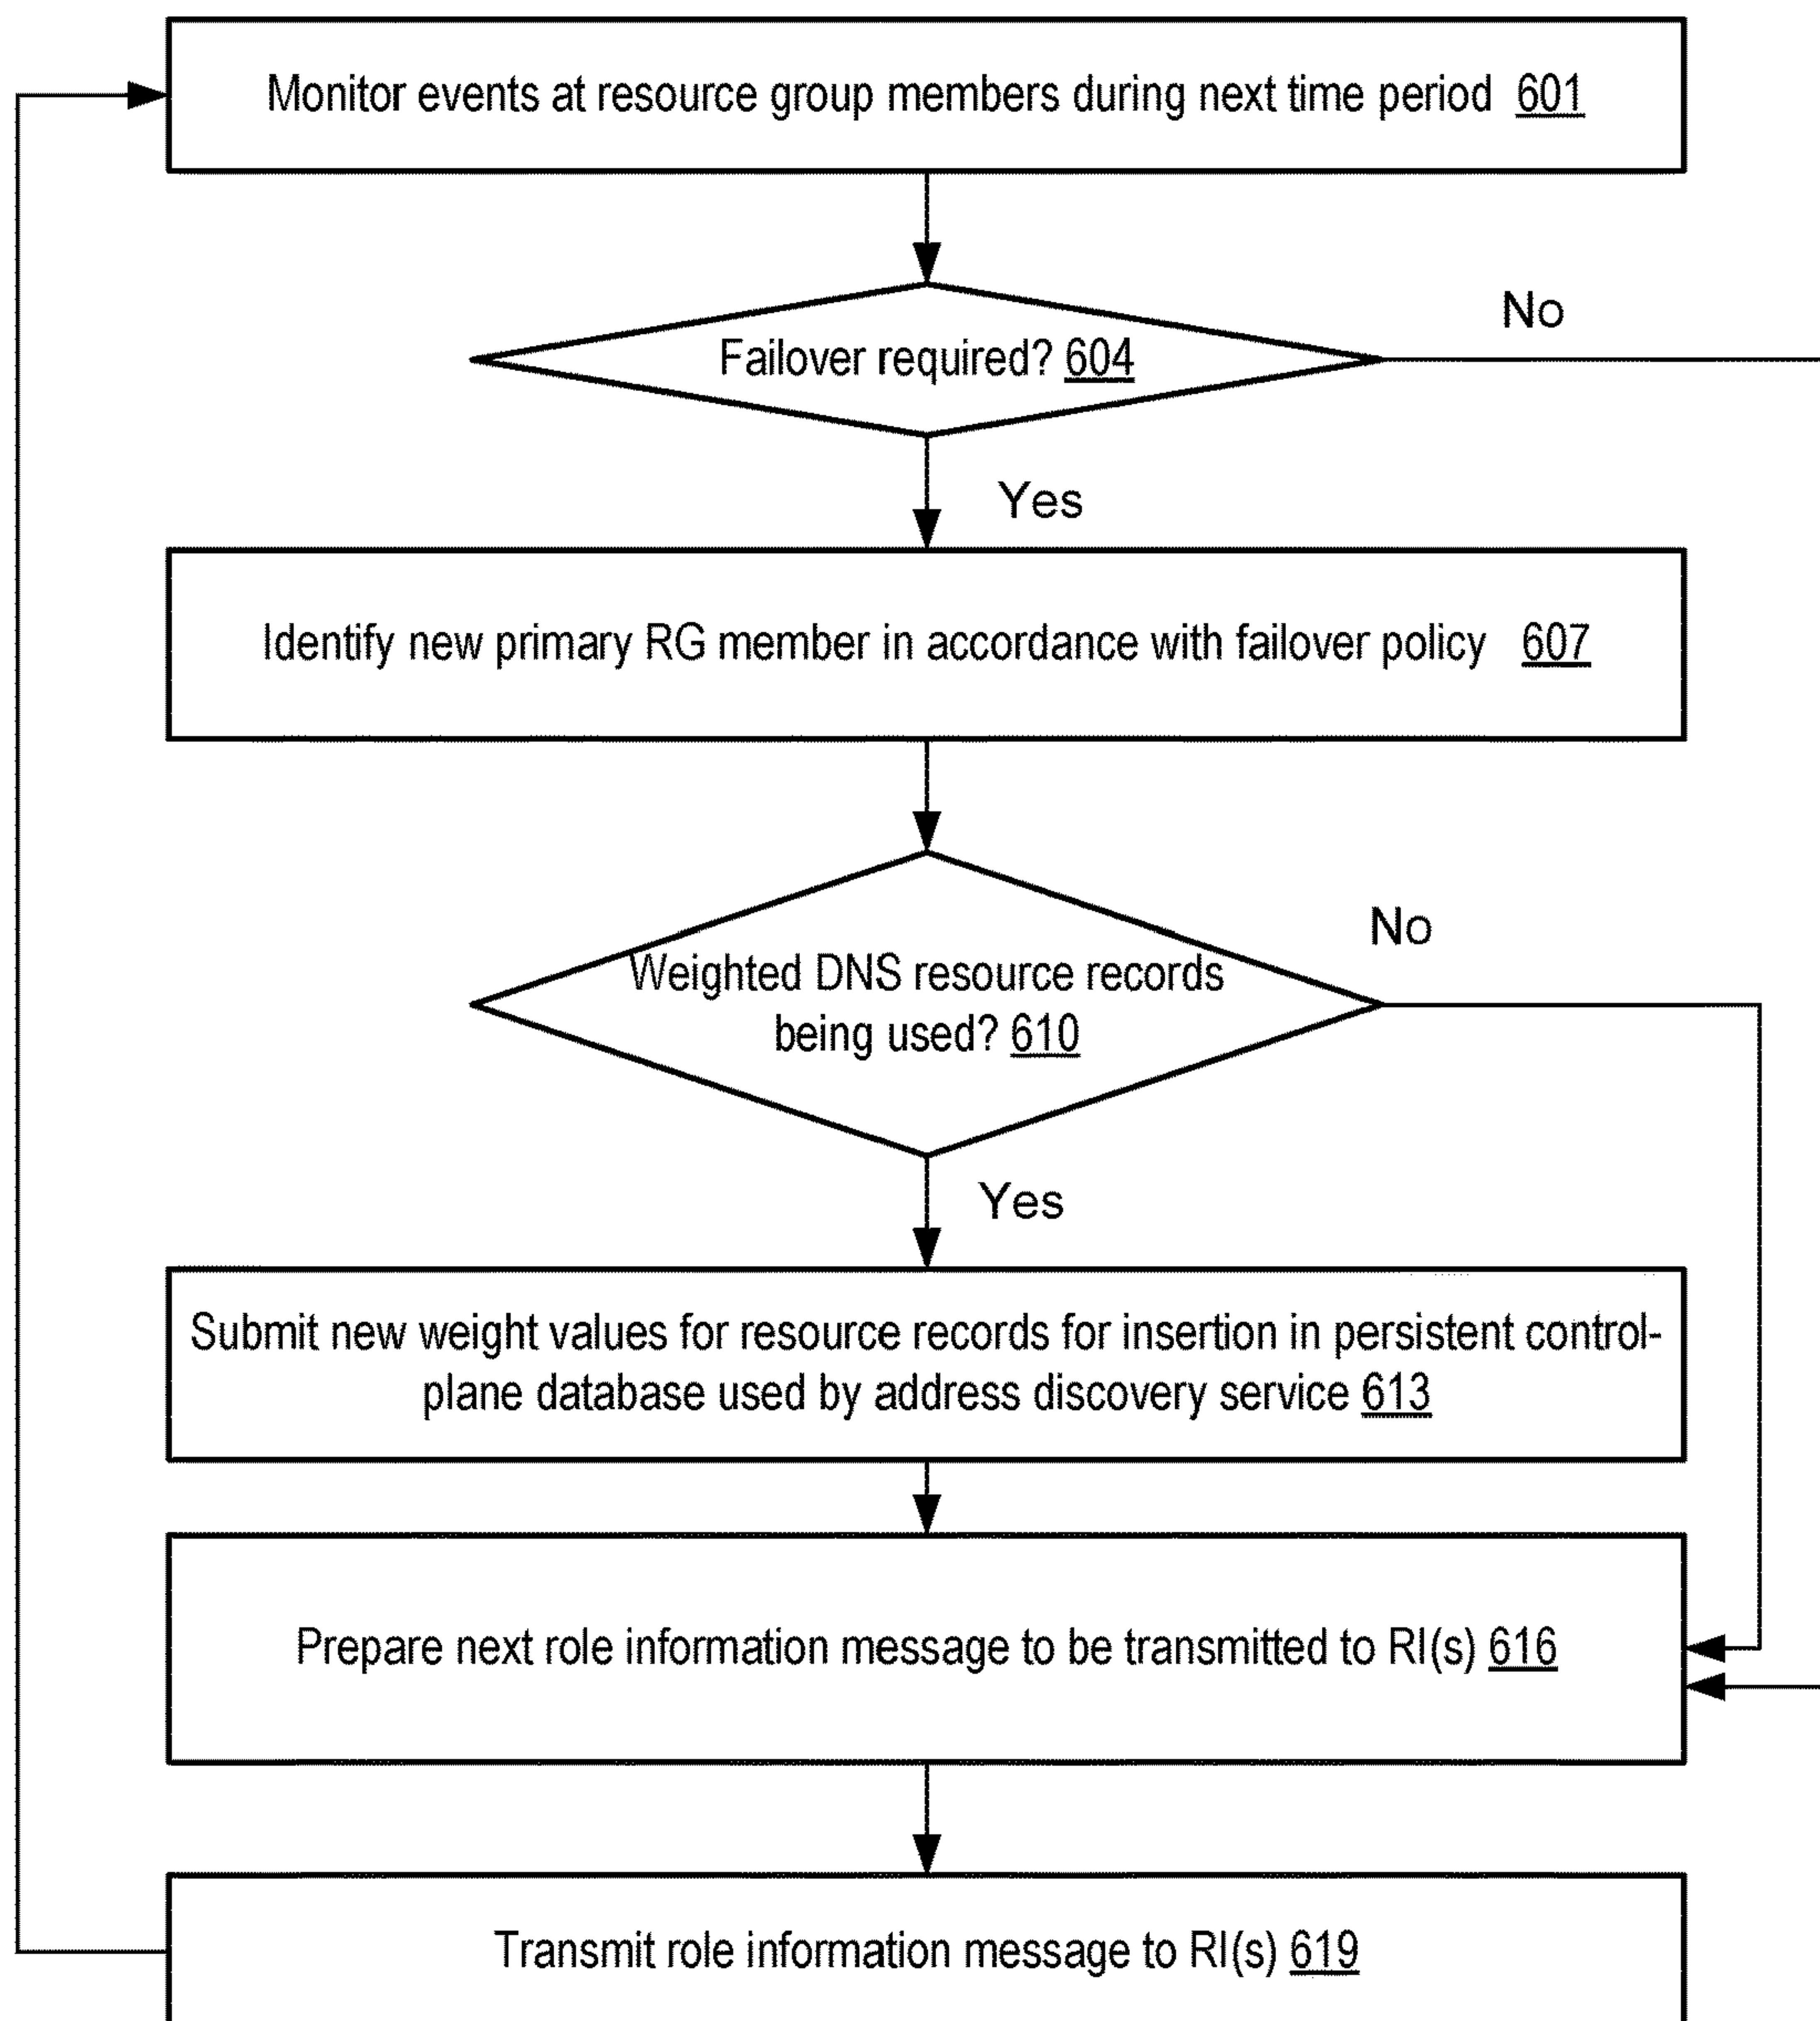 Monitor events at resource group members during next time period 601
Failover required? 604
No
Yes
Identify new primary RG member in accordance with failover policy 607
No
Weighted DNS resource records
being used? 610
Yes
Submit new weight values for resource records for insertion in persistent control-
plane database used by address discovery service 613
Prepare next role information message to be transmitted to RI(s) 616
Transmit role information message to RI(s) 619